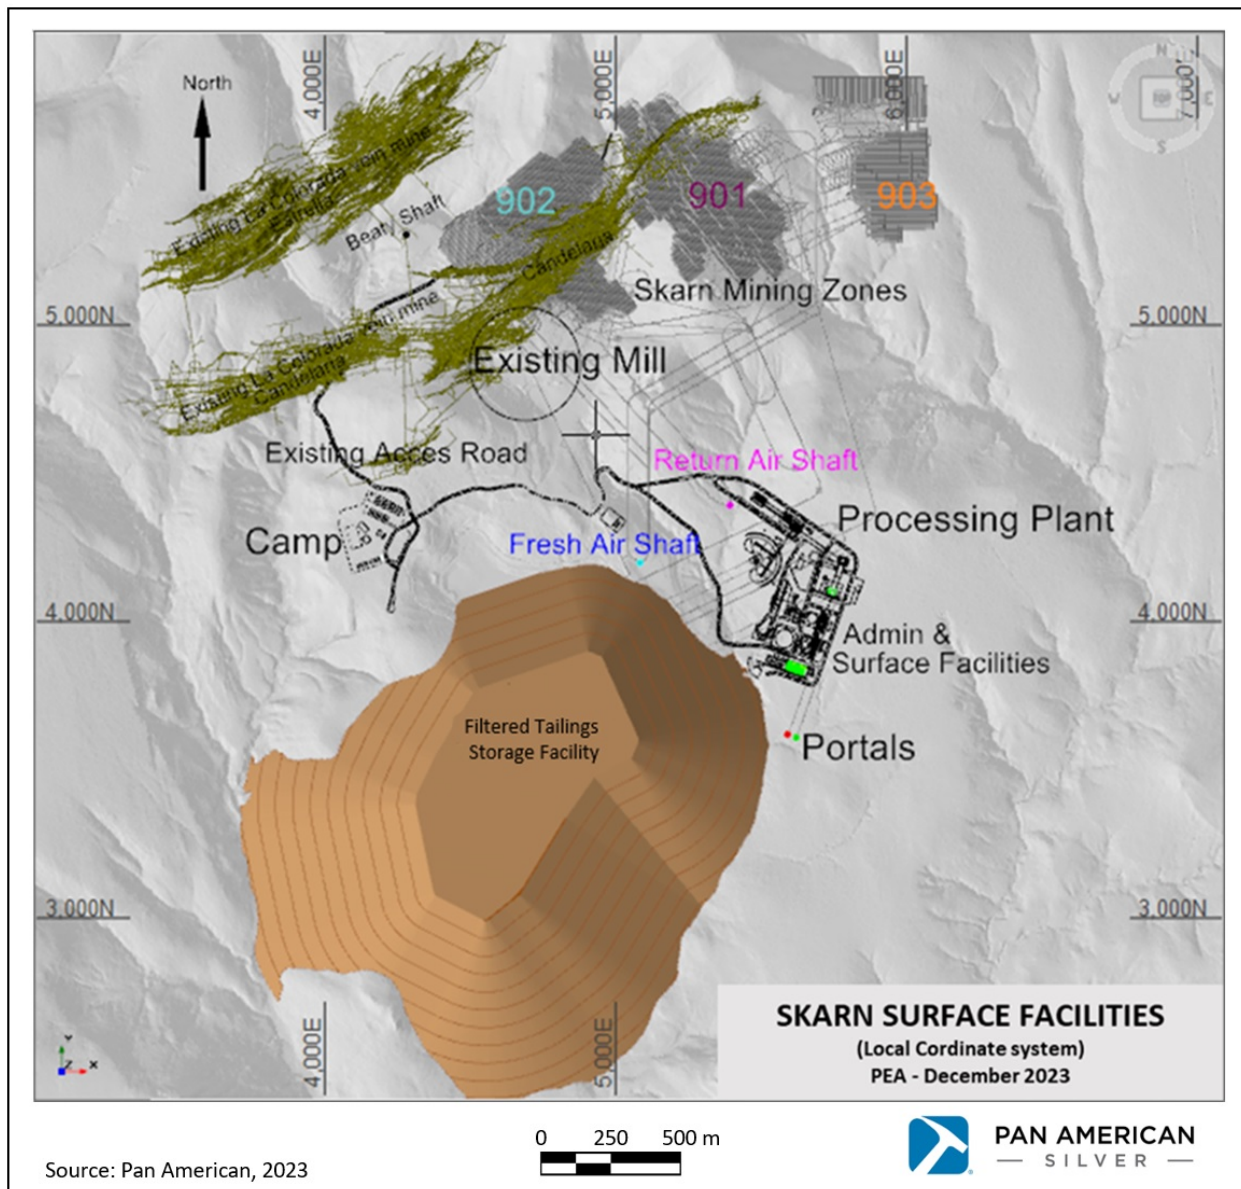 4,000E
5,000E
6,000E
7,000
N
W
E
S
North
Existing La Colorada vein mine
Estrella
Beaty Shaft
902
901
903
Candelaria
Skarn Mining Zones
5,000N
5,000N
Existing La Colorada vein mine
Candelaria
Existing Mill
Existing Acces Road
Return Air Shaft
Processing Plant
Camp
Fresh Air Shaft
4,000N
4,000N
Admin &
Surface Facilities
Filtered Tailings
Storage Facility
Portals
3,000N
3,000N
4,000E
5,000E
SKARN SURFACE FACILITIES
(Local Cordinate system)
PEA - December 2023
Y
Z
X
0 250 500 m
PAN AMERICAN
SILVER
Source: Pan American, 2023